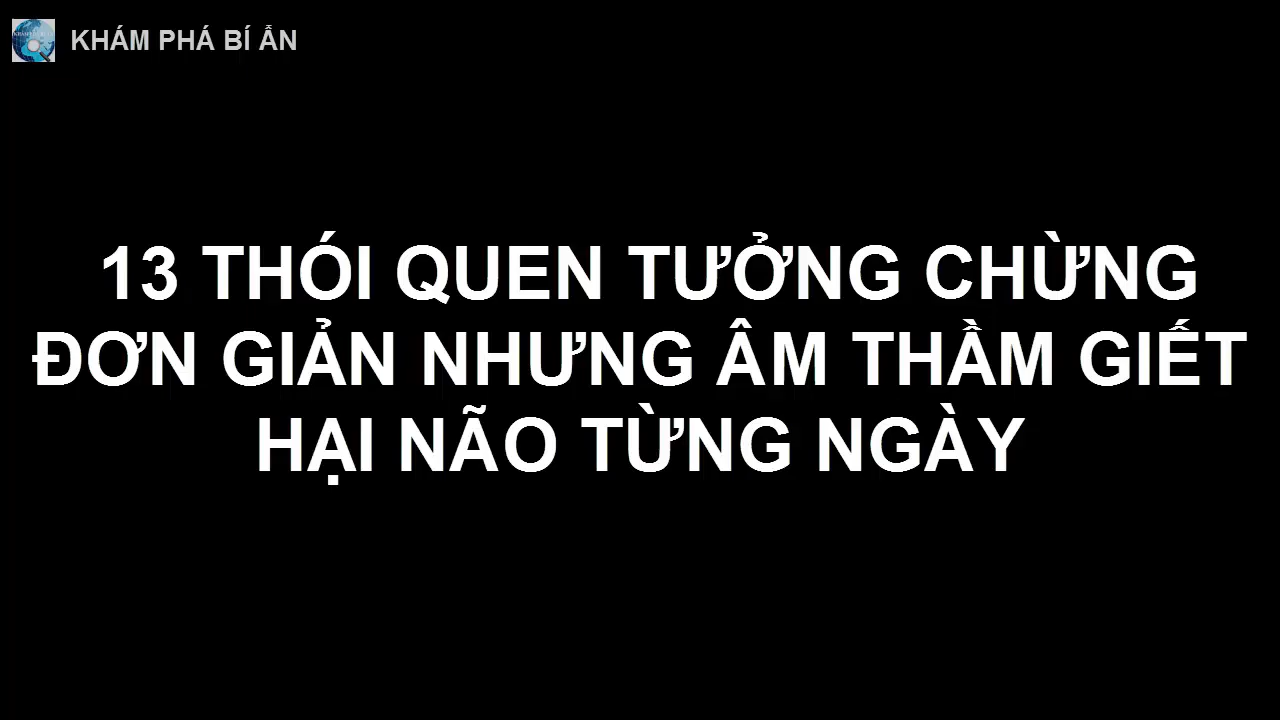 KHÁM PHÁ BÍ ẨN
13 THÓI QUEN TƯỞNG CHỪNG
ĐƠN GIẢN NHƯNG ÂM THẦM GIẾT
HẠI NÃO TỪNG NGÀY